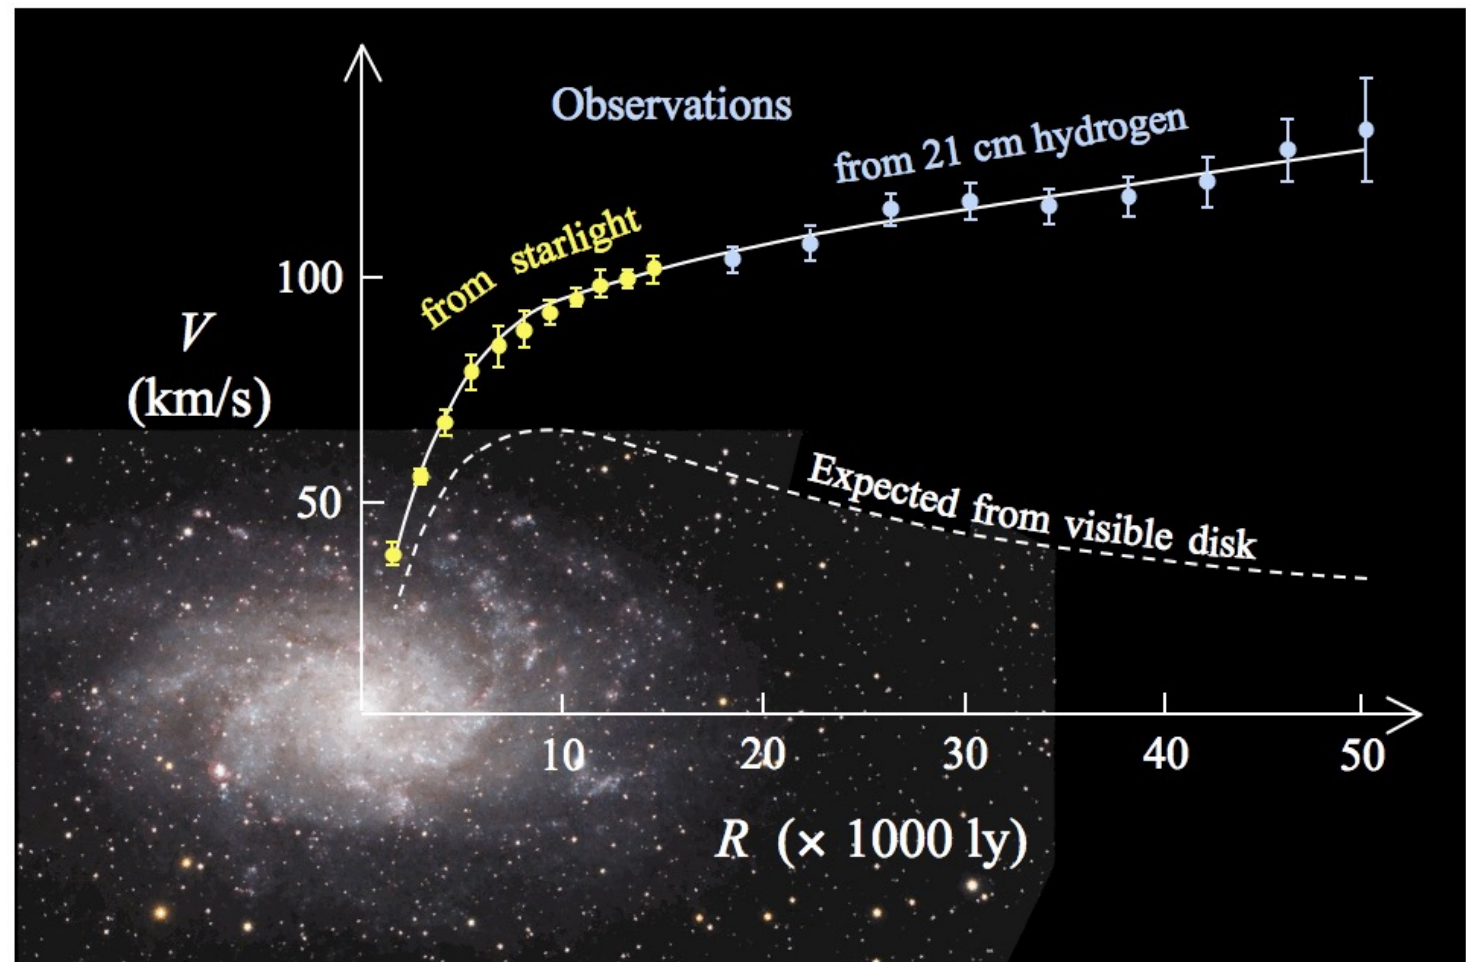 Observations
from 21 cm hydrogen
from starlight
100
V
(km/s)
50
Expected from visible disk
10
20
30
40
50
R (× 1000 ly)